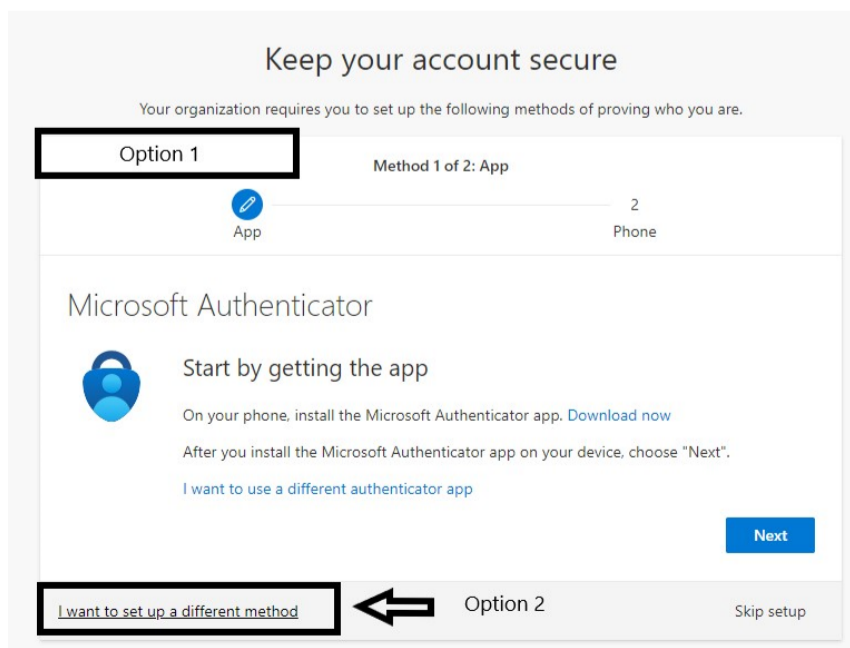 Keep your account secure
Your organization requires you to set up the following methods of proving who you are.
Option 1
Method 1 of 2: App
App
2
Phone
Microsoft Authenticator
Start by getting the app
On your phone, install the Microsoft Authenticator app. Download now
After you install the Microsoft Authenticator app on your device, choose "Next".
I want to use a different authenticator app
Next
I want to set up a different method
Option 2
Skip setup